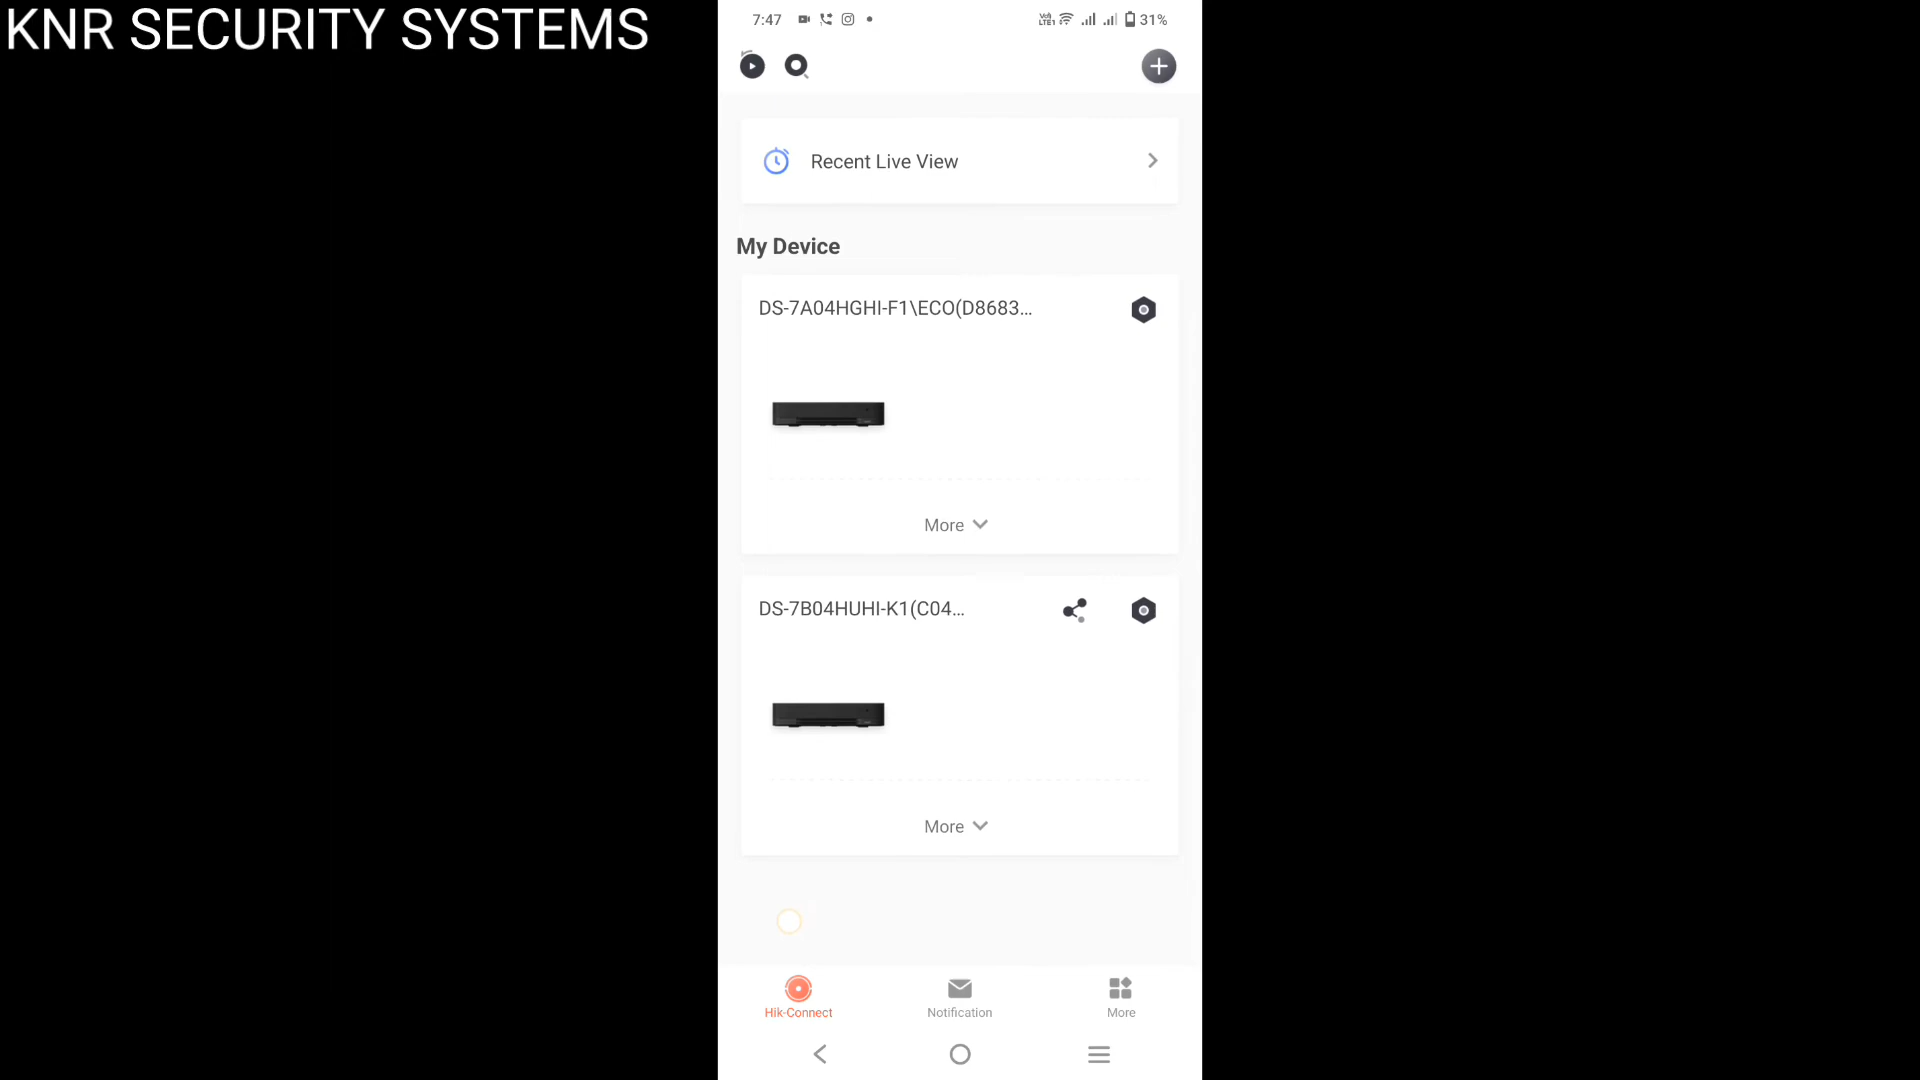 KNR SECURITY SYSTEMS
7:47 31%
Recent Live View
My Device
DS-7A04HGHI-F1\ECO(D8683...
More
DS-7B04HUHI-K1(C04...
More
Hik-Connect Notification More